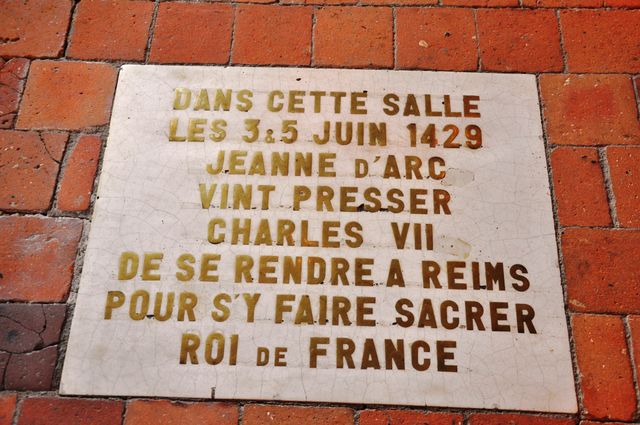 DANS CETTE SALLE
LES 3 & 5 JUIN 1429
JEANNE D'ARC
VINT PRESSER
CHARLES VII
DE SE RENDRE A REIMS
POUR S'Y FAIRE SACRER
ROI DE FRANCE